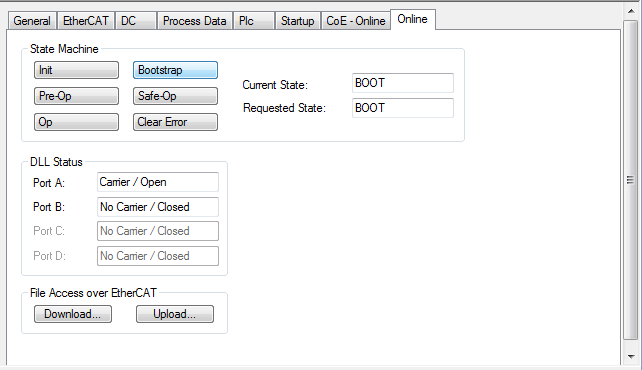 General EtherCAT DC Process Data Plc Startup CoE - Online Online
State Machine
Init Bootstrap
Pre-Op Safe-Op
Op Clear Error
Current State: BOOT
Requested State: BOOT
DLL Status
Port A: Carrier / Open
Port B: No Carrier / Closed
Port C: No Carrier / Closed
Port D: No Carrier / Closed
File Access over EtherCAT
Download... Upload...